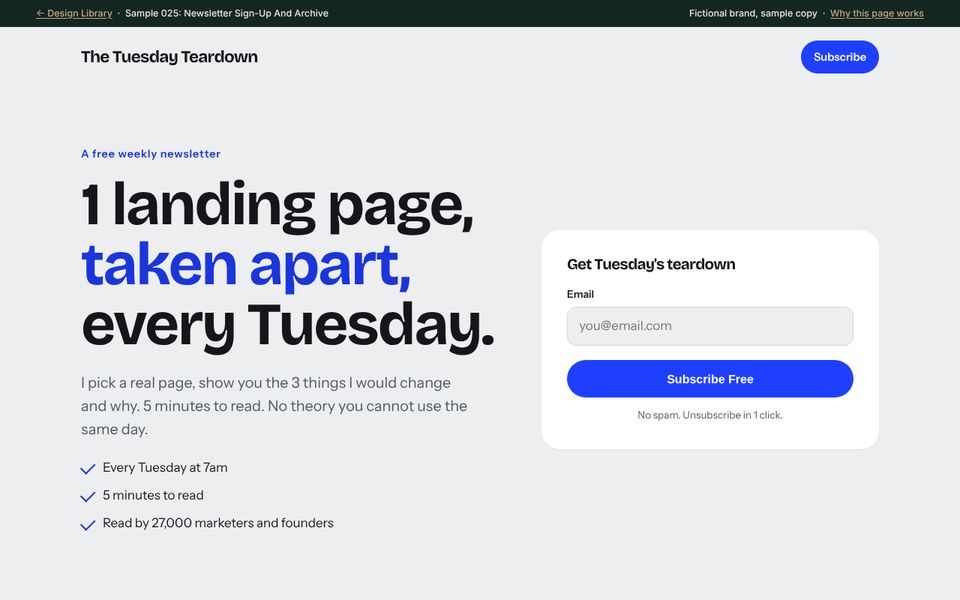 ← Design Library · Sample 025: Newsletter Sign-Up And Archive
Fictional brand, sample copy · Why this page works
The Tuesday Teardown
Subscribe
A free weekly newsletter
1 landing page,
taken apart,
every Tuesday.
I pick a real page, show you the 3 things I would change
and why. 5 minutes to read. No theory you cannot use the
same day.
Every Tuesday at 7am
5 minutes to read
Read by 27,000 marketers and founders
Get Tuesday's teardown
Email
you@email.com
Subscribe Free
No spam. Unsubscribe in 1 click.